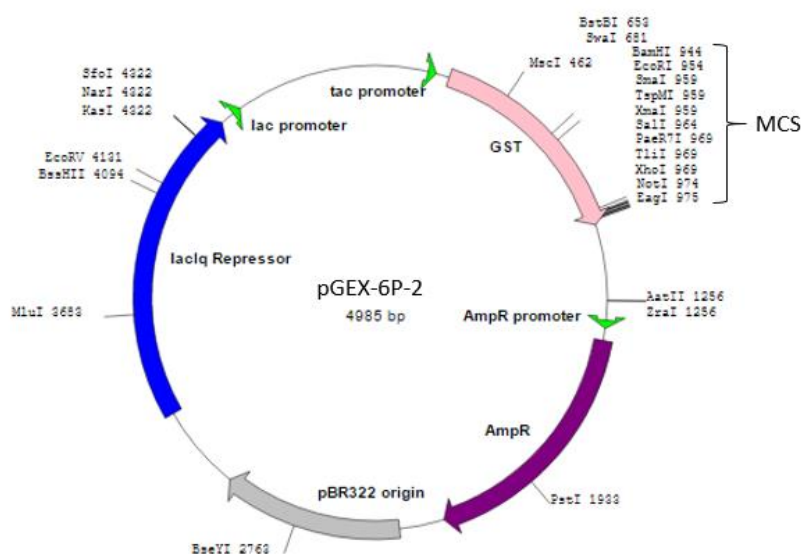 BstBI 653
SwaI 681
BamHI 944
EcoRI 954
SmaI 959
TspMI 959
XmaI 959
SalI 964
PaeR7I 969
TliI 969
XhoI 969
NotI 974
EagI 975
MCS
MscI 462
tac promoter
GST
SfoI 4322
NarI 4322
KasI 4322
lac promoter
EcoRV 4131
BssHII 4094
lacIq Repressor
pGEX-6P-2
4985 bp
MluI 3683
AmpR promoter
AatII 1256
ZraI 1256
AmpR
pBR322 origin
PstI 1933
BseYI 2763